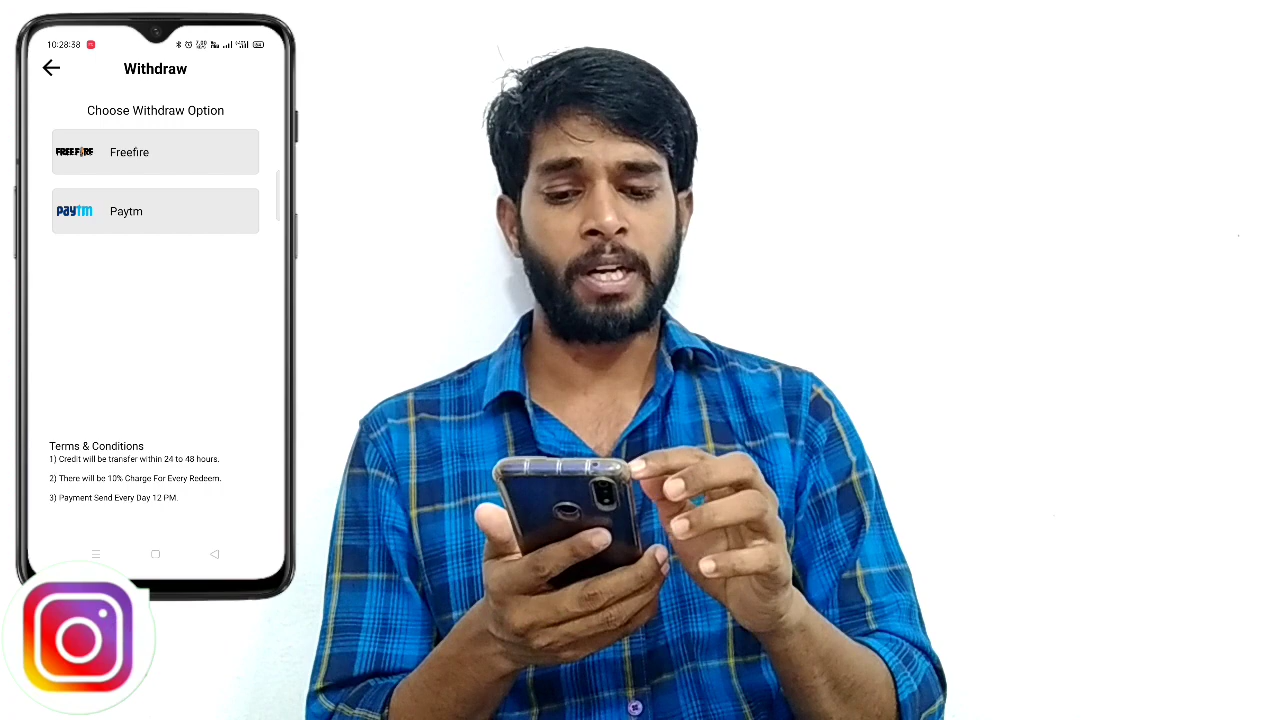 10:28:38
Withdraw
Choose Withdraw Option
FREEFIRE Freefire
paytm Paytm
Terms & Conditions
1) Credit will be transfer within 24 to 48 hours.
2) There will be 10% Charge For Every Redeem.
3) Payment Send Every Day 12 PM.